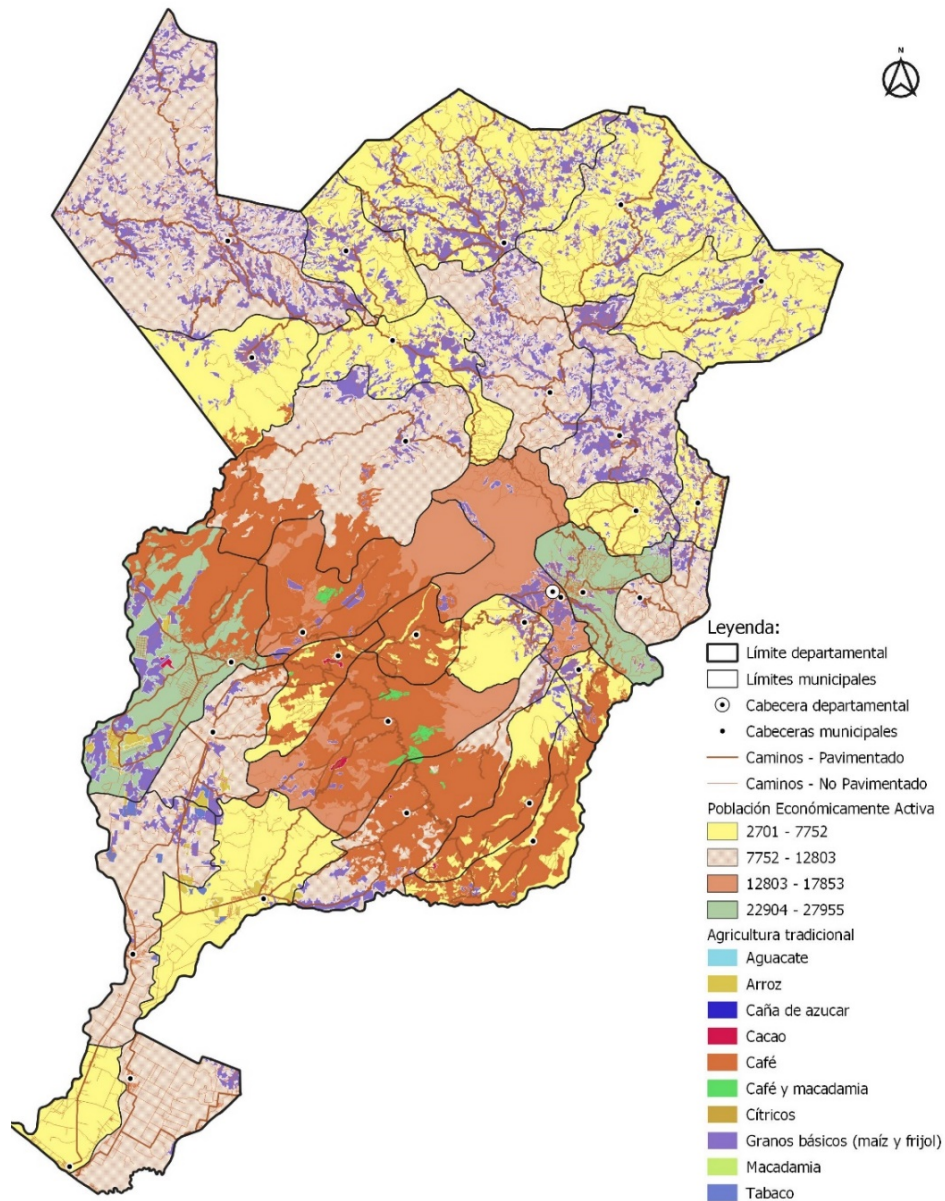 N
Leyenda:
Límite departamental
Límites municipales
Cabecera departamental
Cabeceras municipales
Caminos - Pavimentado
Caminos - No Pavimentado
Población Económicamente Activa
2701 - 7752
7752 - 12803
12803 - 17853
22904 - 27955
Agricultura tradicional
Aguacate
Arroz
Caña de azucar
Cacao
Café
Café y macadamia
Cítricos
Granos básicos (maíz y frijol)
Macadamia
Tabaco